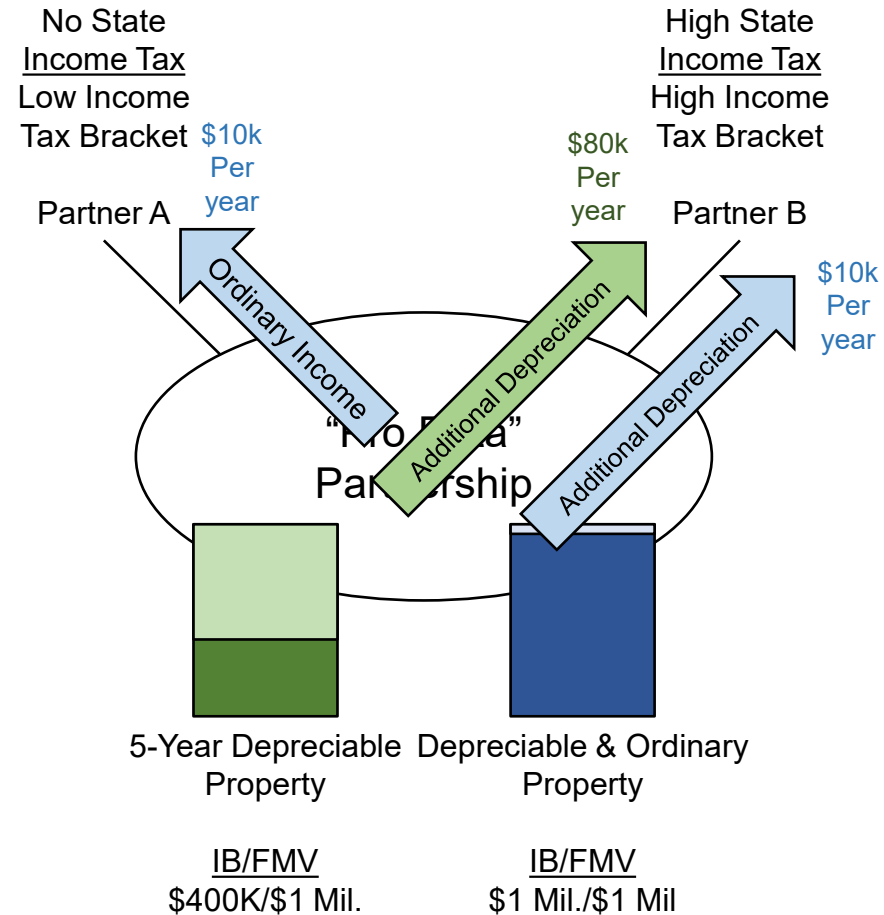 No State
Income Tax
Low Income
Tax Bracket
$10k
Per
year
Partner A
High State
Income Tax
High Income
Tax Bracket
$80k
Per
year
Partner B
$10k
Per
year
Ordinary Income
Additional Depreciation
Additional Depreciation
“Pro
5-Year Depreciable
Property
IB/FMV
$400K/$1 Mil.
Depreciable & Ordinary
Property
IB/FMV
$1 Mil./$1 Mil